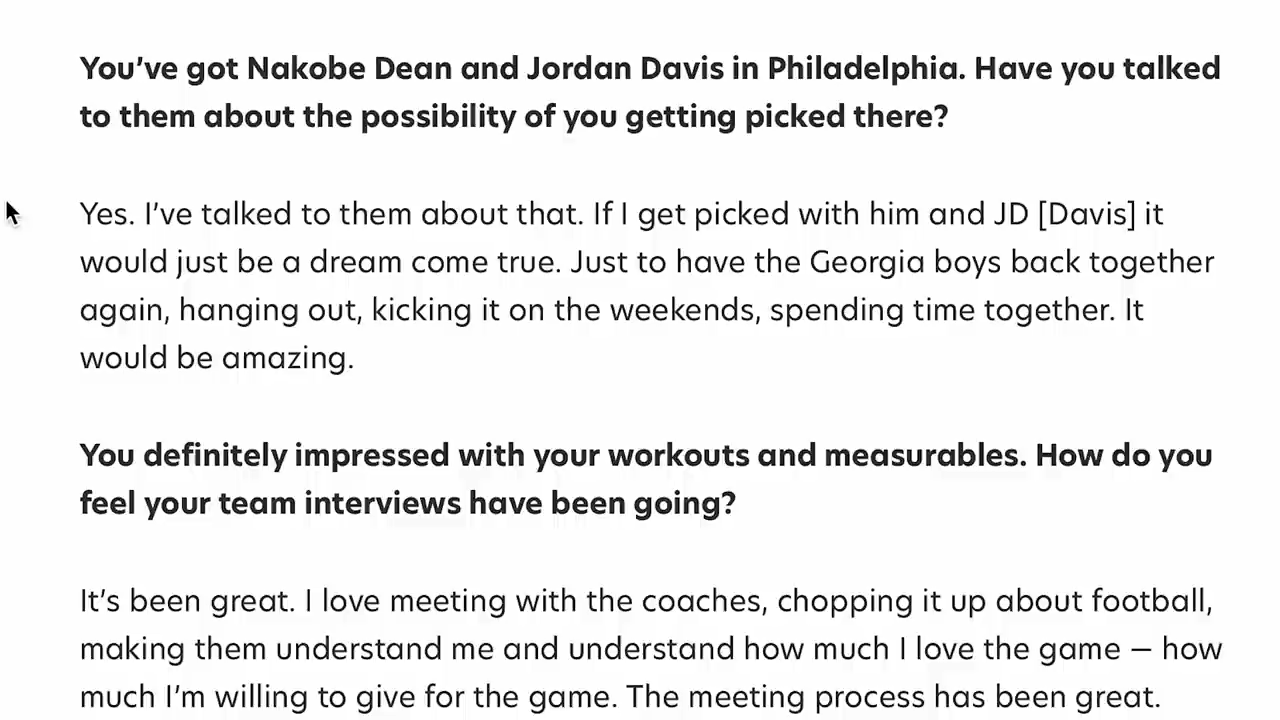 You’ve got Nakobe Dean and Jordan Davis in Philadelphia. Have you talked
to them about the possibility of you getting picked there?
Yes. I’ve talked to them about that. If I get picked with him and JD [Davis] it
would just be a dream come true. Just to have the Georgia boys back together
again, hanging out, kicking it on the weekends, spending time together. It
would be amazing.
You definitely impressed with your workouts and measurables. How do you
feel your team interviews have been going?
It’s been great. I love meeting with the coaches, chopping it up about football,
making them understand me and understand how much I love the game — how
much I’m willing to give for the game. The meeting process has been great.